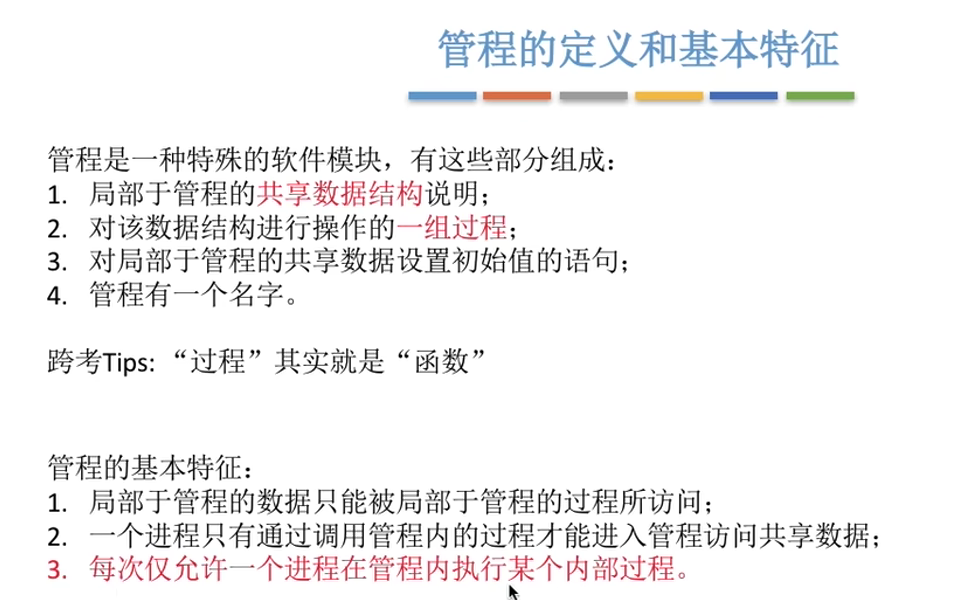 管程的定义和基本特征
管程是一种特殊的软件模块，有这些部分组成：
1. 局部于管程的共享数据结构说明；
2. 对该数据结构进行操作的一组过程；
3. 对局部于管程的共享数据设置初始值的语句；
4. 管程有一个名字。
跨考Tips: “过程”其实就是“函数”
管程的基本特征：
1. 局部于管程的数据只能被局部于管程的过程所访问；
2. 一个进程只有通过调用管程内的过程才能进入管程访问共享数据；
3. 每次仅允许一个进程在管程内执行某个内部过程。